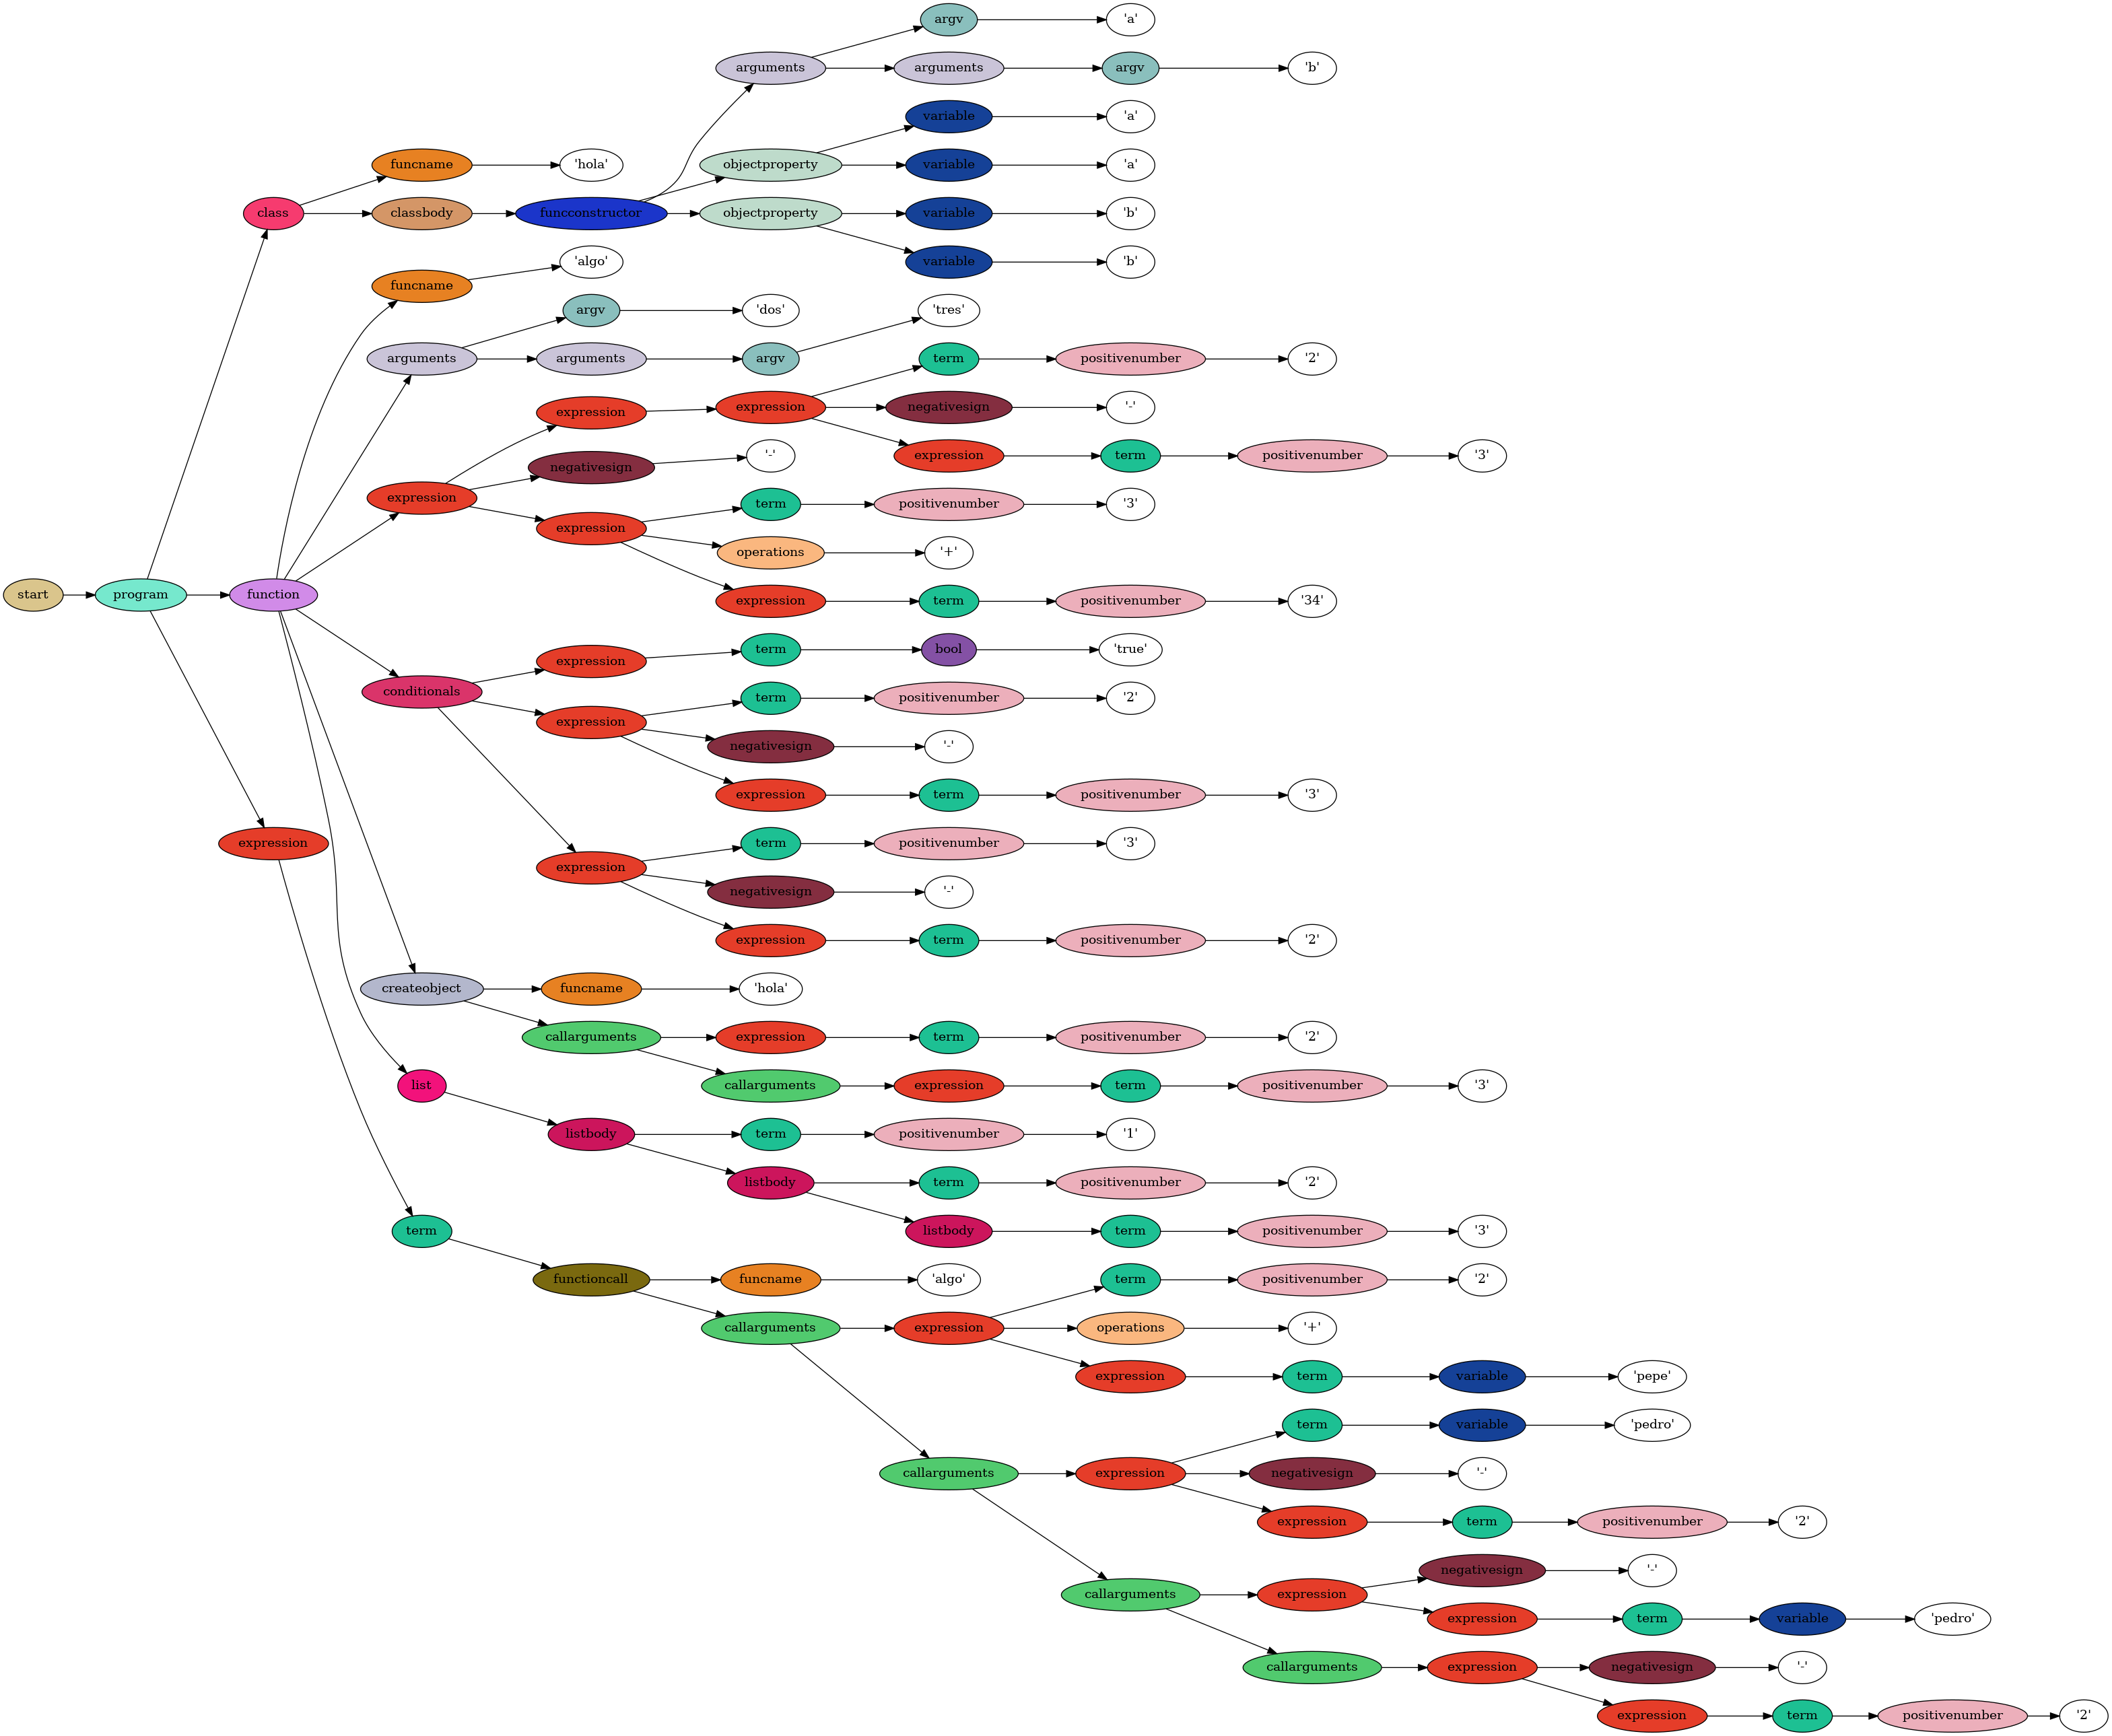 argv 'a'
arguments arguments argv 'b'
variable 'a'
funcname 'hola' objectproperty variable 'a'
class classbody funcconstructor objectproperty variable 'b'
variable 'b'
funcname 'algo'
argv 'dos' 'tres'
arguments arguments argv term positivenumber '2'
expression expression negativesign '-'
negativesign '-' expression term positivenumber '3'
expression expression term positivenumber '3'
operations '+'
start program function expression term positivenumber '34'
expression term bool 'true'
conditionals term positivenumber '2'
expression negativesign '-'
expression term positivenumber '3'
expression term positivenumber '3'
expression negativesign '-'
expression term positivenumber '2'
createobject funcname 'hola'
callarguments expression term positivenumber '2'
list callarguments expression term positivenumber '3'
listbody term positivenumber '1'
listbody term positivenumber '2'
term listbody term positivenumber '3'
functioncall funcname 'algo' term positivenumber '2'
callarguments expression operations '+'
expression term variable 'pepe'
term variable 'pedro'
callarguments expression negativesign '-'
expression term positivenumber '2'
negativesign '-'
callarguments expression
expression term variable 'pedro'
callarguments expression negativesign '-'
expression term positivenumber '2'